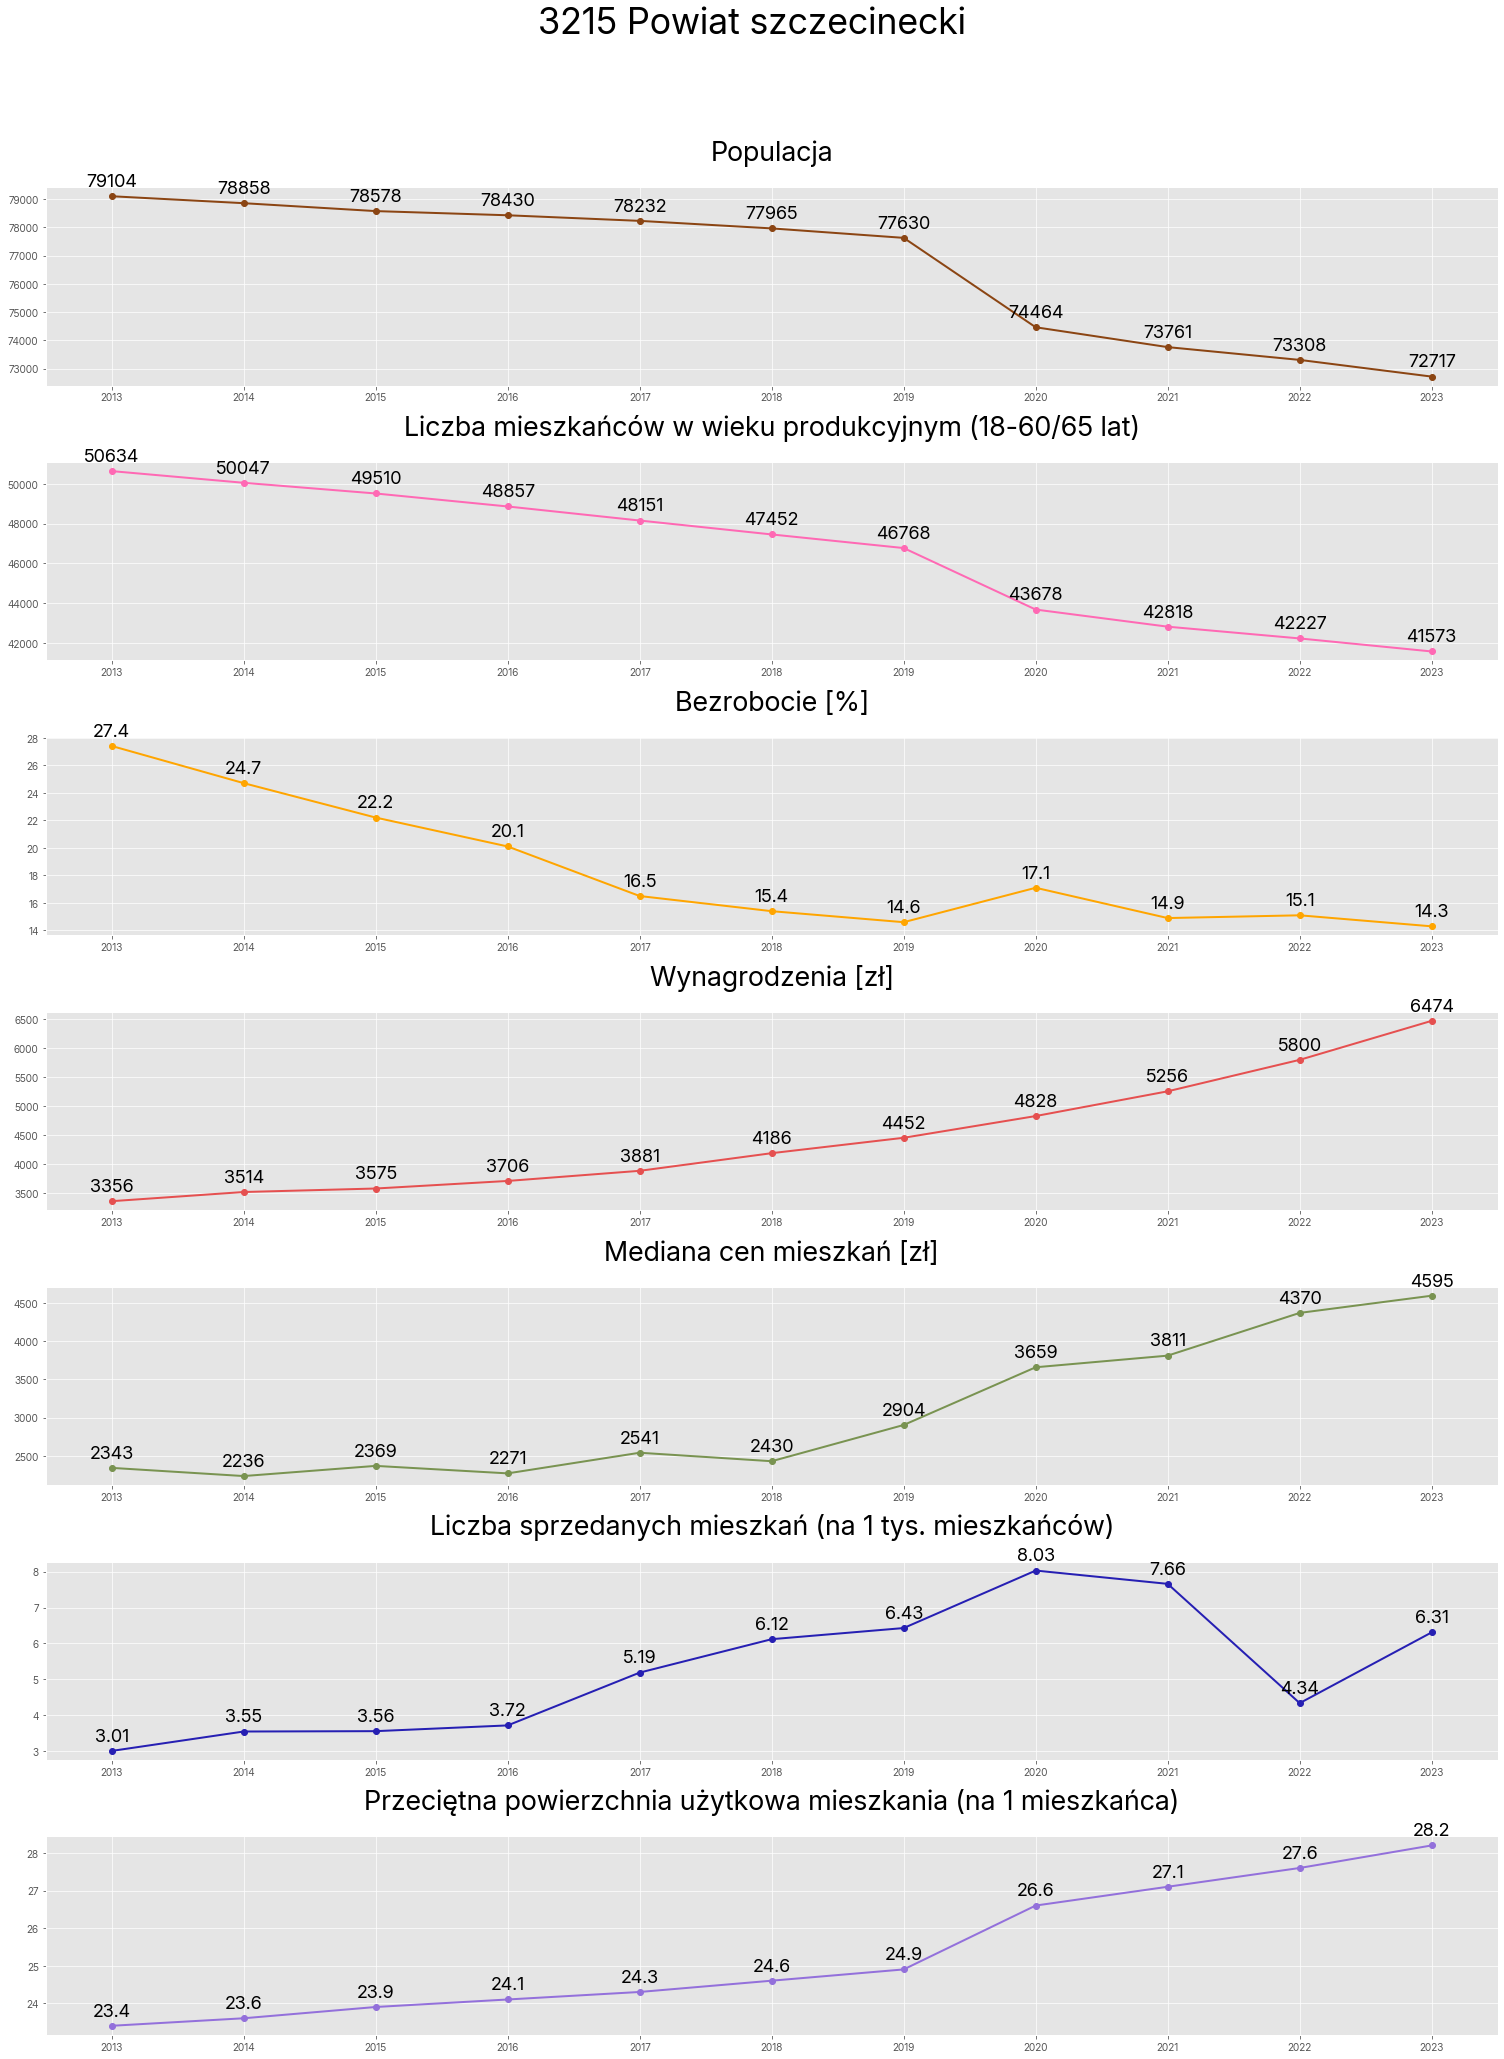 3215 Powiat szczecinecki
Populacja
79104 78858 78578 78430 78232 77965 77630 74464 73761 73308 72717
79000
78000
77000
76000
75000
74000
73000
2013 2014 2015 2016 2017 2018 2019 2020 2021 2022 2023
Liczba mieszkańców w wieku produkcyjnym (18-60/65 lat)
50634 50047 49510 48857 48151 47452 46768 43678 42818 42227 41573
50000
48000
46000
44000
42000
2013 2014 2015 2016 2017 2018 2019 2020 2021 2022 2023
Bezrobocie [%]
27.4 24.7 22.2 20.1 16.5 15.4 14.6 17.1 14.9 15.1 14.3
28
26
24
22
20
18
16
14
2013 2014 2015 2016 2017 2018 2019 2020 2021 2022 2023
Wynagrodzenia [zł]
3356 3514 3575 3706 3881 4186 4452 4828 5256 5800 6474
6500
6000
5500
5000
4500
4000
3500
2013 2014 2015 2016 2017 2018 2019 2020 2021 2022 2023
Mediana cen mieszkań [zł]
2343 2236 2369 2271 2541 2430 2904 3659 3811 4370 4595
4500
4000
3500
3000
2500
2013 2014 2015 2016 2017 2018 2019 2020 2021 2022 2023
Liczba sprzedanych mieszkań (na 1 tys. mieszkańców)
3.01 3.55 3.56 3.72 5.19 6.12 6.43 8.03 7.66 4.34 6.31
8
7
6
5
4
3
2013 2014 2015 2016 2017 2018 2019 2020 2021 2022 2023
Przeciętna powierzchnia użytkowa mieszkania (na 1 mieszkańca)
23.4 23.6 23.9 24.1 24.3 24.6 24.9 26.6 27.1 27.6 28.2
28
27
26
25
24
2013 2014 2015 2016 2017 2018 2019 2020 2021 2022 2023